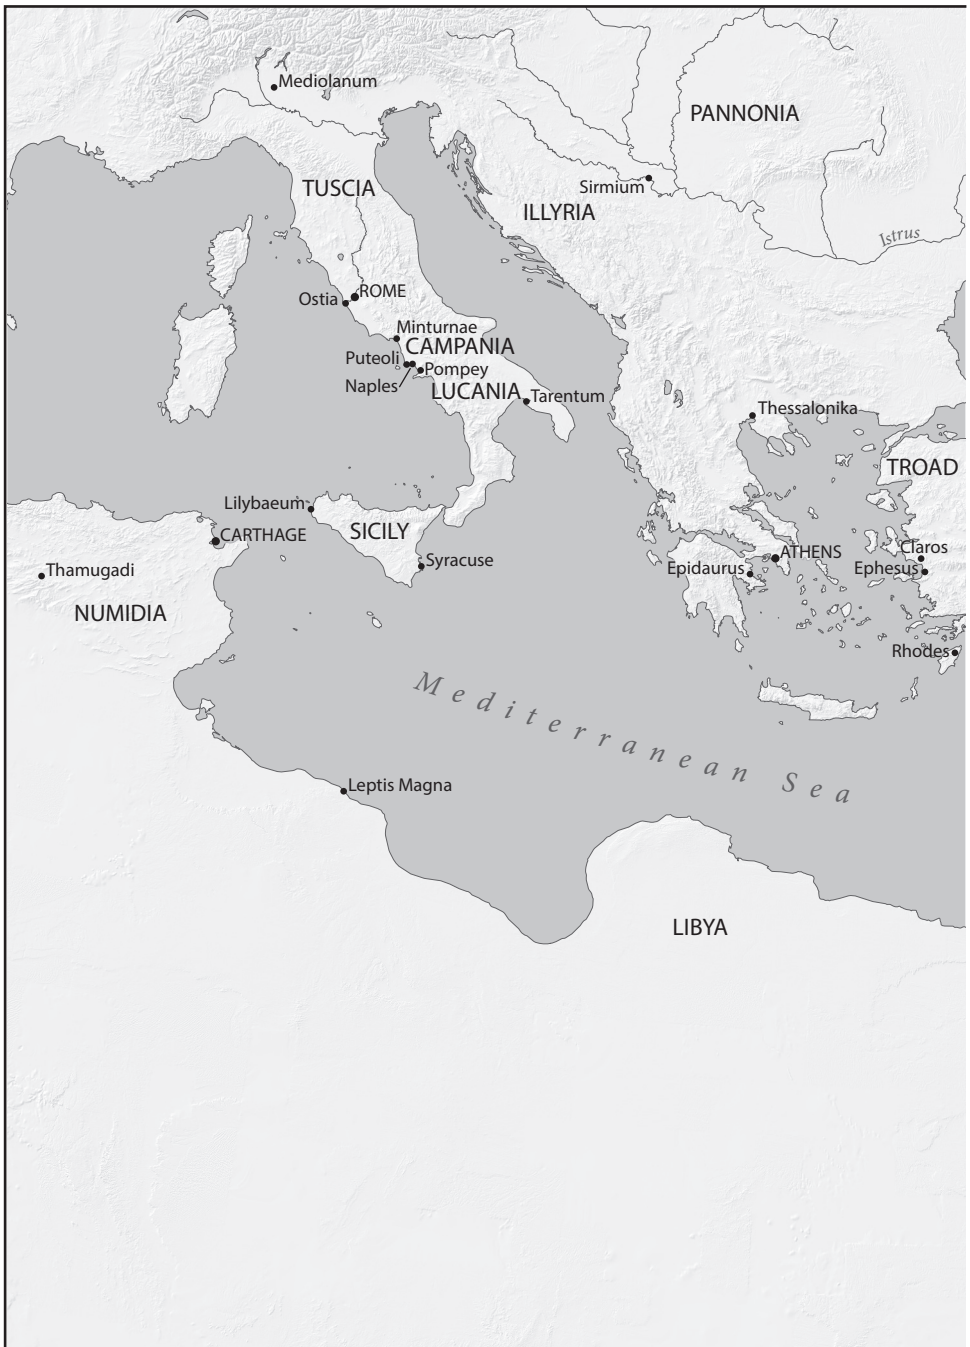 Mediolanum
PANNONIA
Sirmium
TUSCIA
ILLYRIA
Istrus
Ostia
ROME
Minturnae
CAMPANIA
Puteoli
Pompey
Naples
LUCANIA
Tarentum
Thessalonika
TROAD
Lilybaeum
SICILY
CARTHAGE
ATHENS
Claros
Syracuse
Epidaurus
Ephesus
Thamugadi
NUMIDIA
Rhodes
Mediterranean Sea
Leptis Magna
LIBYA